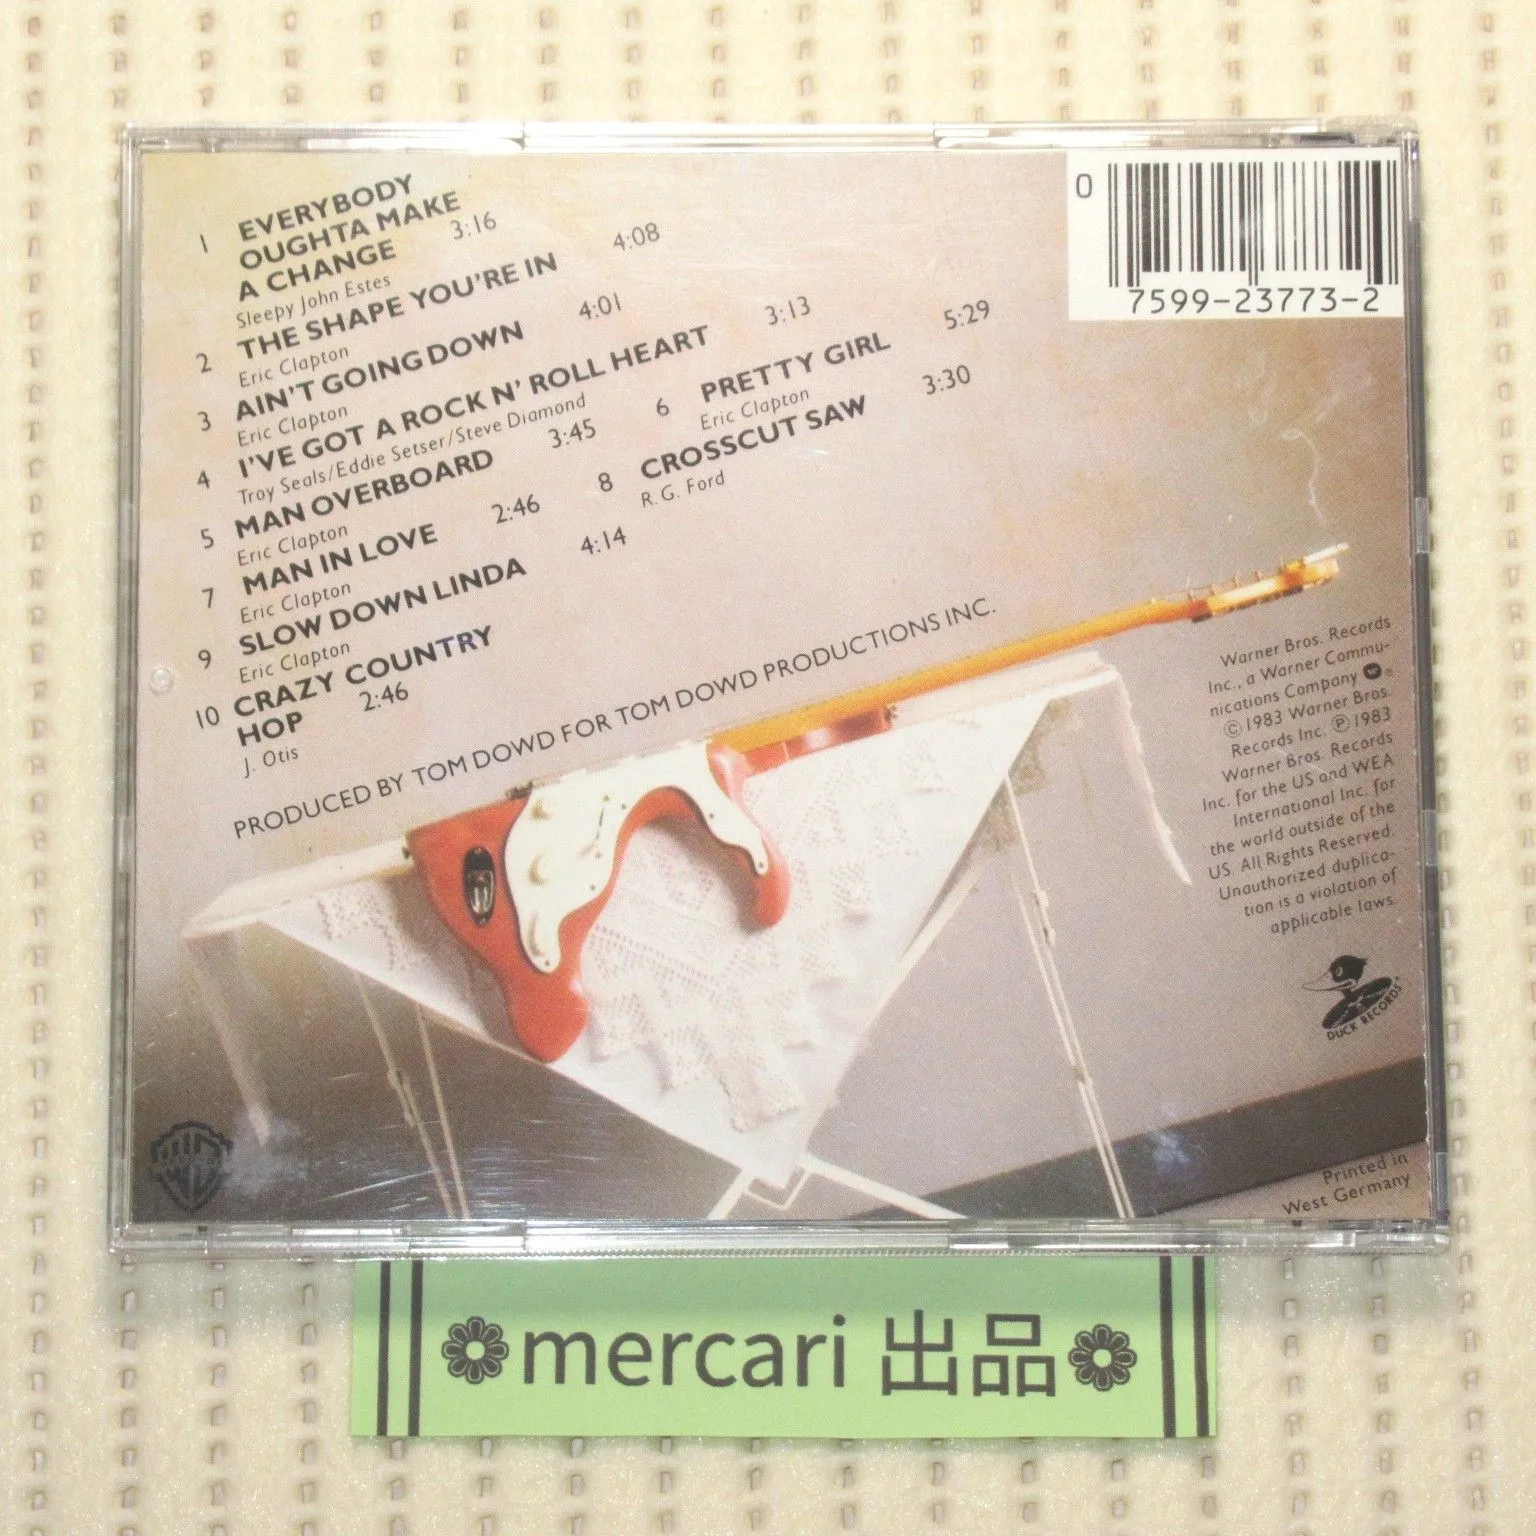 1 EVERYBODY
OUGHTA MAKE
A CHANGE 3:16
Sleepy John Estes
2 THE SHAPE YOU'RE IN 4:08
Eric Clapton
3 AIN'T GOING DOWN 4:01
Eric Clapton
4 I'VE GOT A ROCK N' ROLL HEART 3:13
Troy Seals/Eddie Setser/Steve Diamond
5 MAN OVERBOARD 3:45
Eric Clapton
6 PRETTY GIRL 5:29
Eric Clapton
7 MAN IN LOVE 2:46
Eric Clapton
8 CROSSCUT SAW 3:30
R.G. Ford
9 SLOW DOWN LINDA 4:14
Eric Clapton
10 CRAZY COUNTRY
HOP 2:46
J. Otis
PRODUCED BY TOM DOWD FOR TOM DOWD PRODUCTIONS INC.
0 7599-23773-2
Warner Bros. Records
Inc., a Warner Commu-
nications Company ®
© 1983 Warner Bros.
Records Inc. ℗ 1983
Warner Bros. Records
Inc. for the US and WEA
International Inc. for
the world outside of the
US. All Rights Reserved.
Unauthorized duplica-
tion is a violation of
applicable laws.
DUCK RECORDS
Printed in
West Germany
mercari 出品